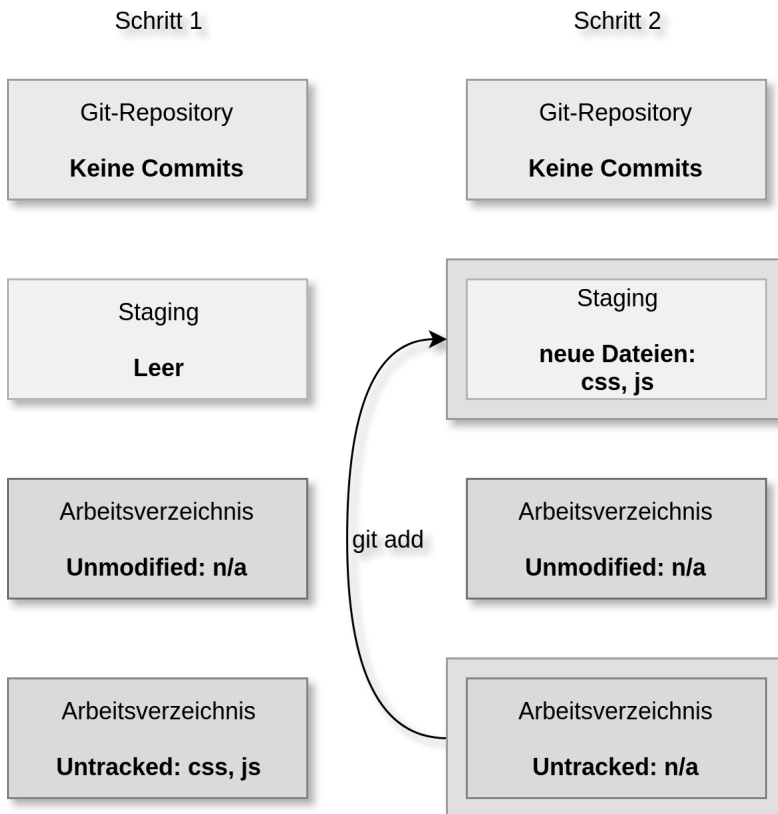 Schritt 1
Schritt 2
Git-Repository
Keine Commits
Git-Repository
Keine Commits
Staging
Leer
Staging
neue Dateien:
css, js
Arbeitsverzeichnis
Unmodified: n/a
git add
Arbeitsverzeichnis
Unmodified: n/a
Arbeitsverzeichnis
Untracked: css, js
Arbeitsverzeichnis
Untracked: n/a